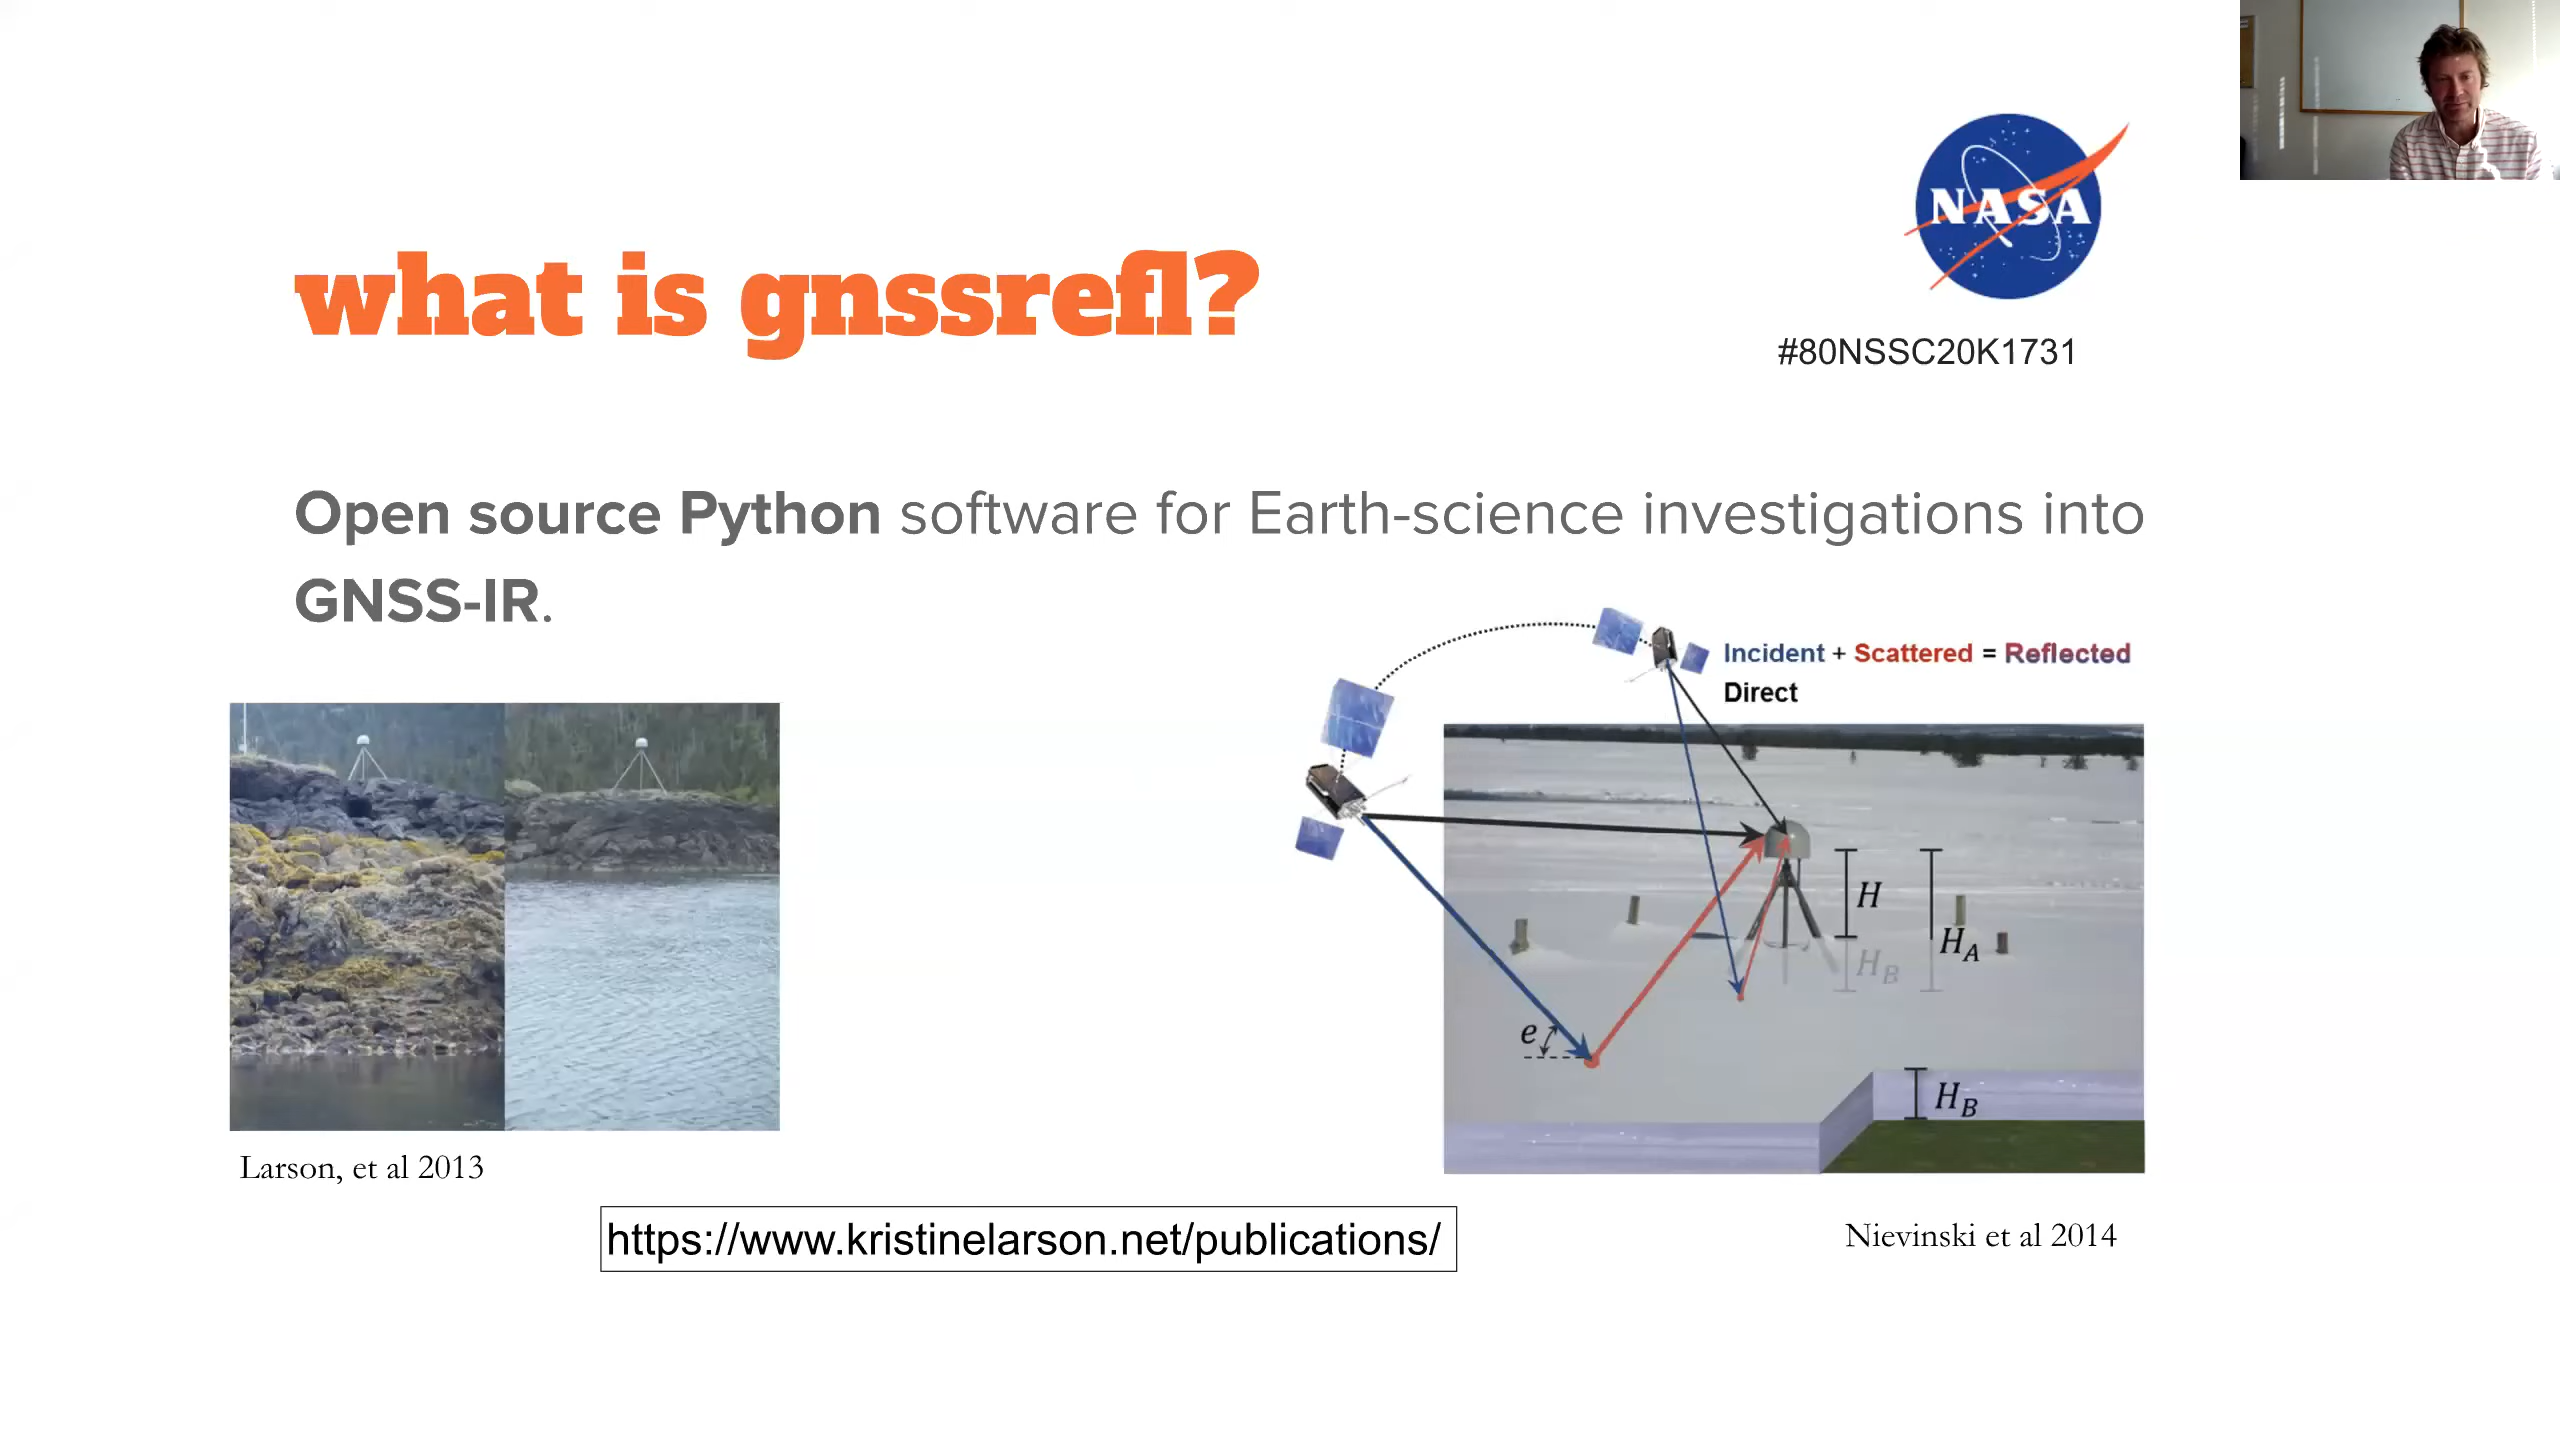 NASA
what is gnssrefl?
#80NSSC20K1731
Open source Python software for Earth-science investigations into
GNSS-IR.
Incident + Scattered = Reflected
Direct
H
H_A
H_B
e
H_B
Larson, et al 2013
https://www.kristinelarson.net/publications/
Nievinski et al 2014